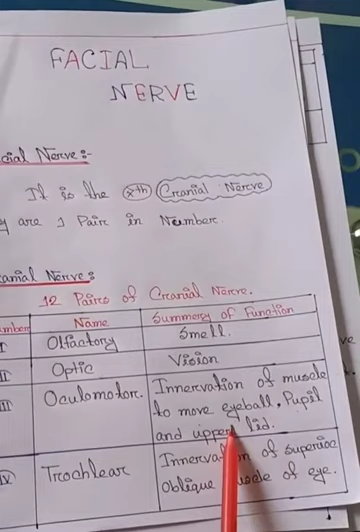 FACIAL
NERVE
cial Nerve:-
It is the xth Cranial Nerve
y are 1 Pair in Number.
anial Nerve:
12 Pairs of Cranial Nerve.
mber Name Summery of Function
I Olfactory Smell.
II Optic Vision
III Oculomotor. Innervation of muscle
to move eyeball, Pupil
and upper lid.
IV Trochlear Innervation of superior
oblique muscle of eye.
ve